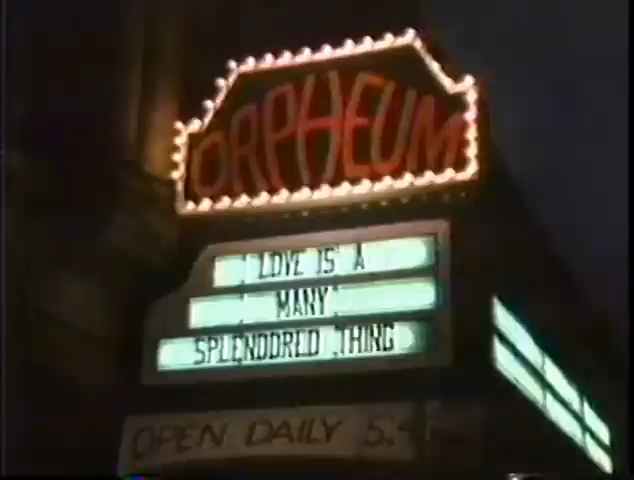 ORPHEUM
LOVE IS A
MANY
SPLENDORED THING
OPEN DAILY